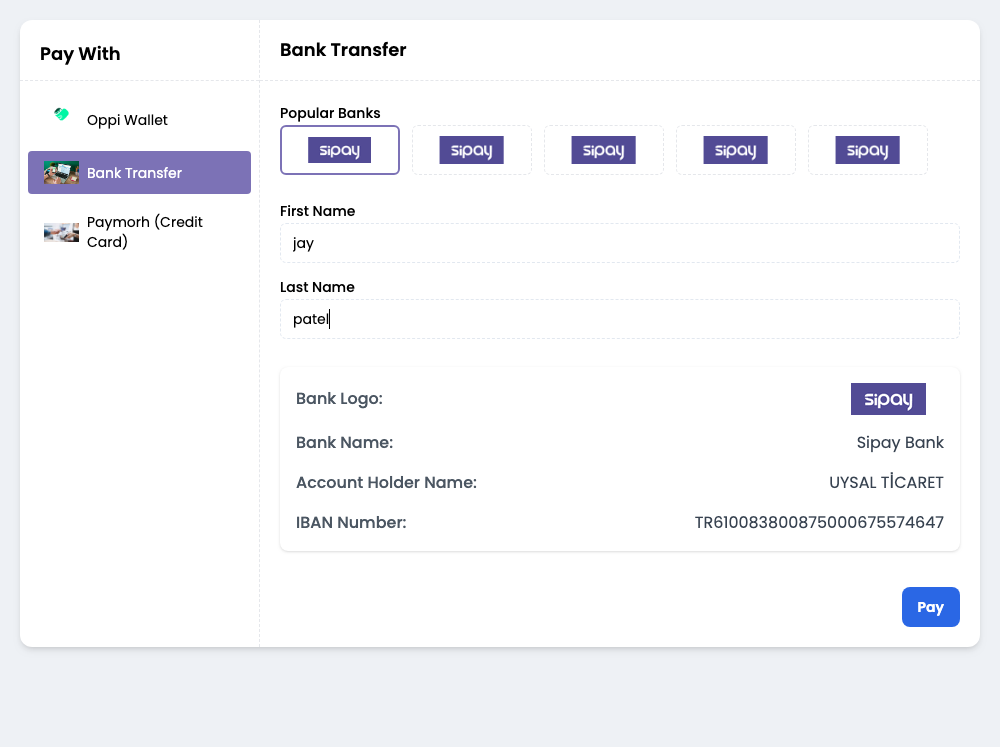 Pay With
Oppi Wallet
Bank Transfer
Paymorh (Credit
Card)
Bank Transfer
Popular Banks
sipay sipay sipay sipay sipay
First Name
jay
Last Name
patel
Bank Logo: sipay
Bank Name: Sipay Bank
Account Holder Name: UYSAL TİCARET
IBAN Number: TR610083800875000675574647
Pay